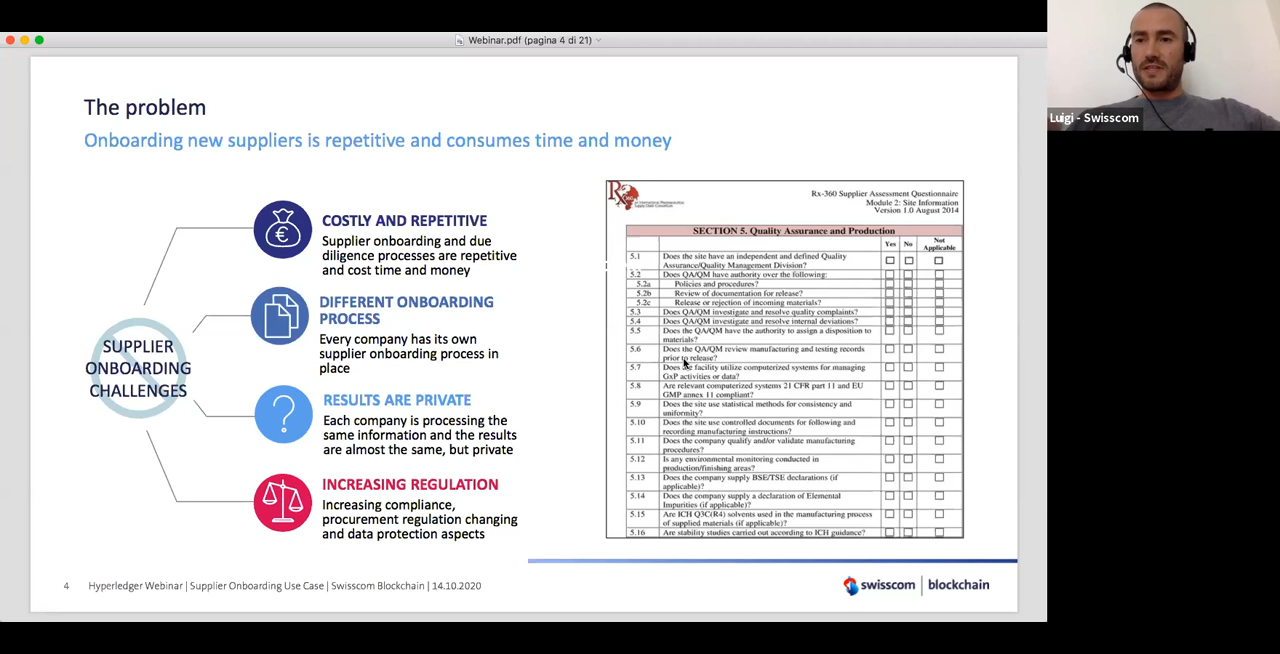 Webinar.pdf (pagina 4 di 21)
Luigi - Swisscom
The problem
Onboarding new suppliers is repetitive and consumes time and money
SUPPLIER
ONBOARDING
CHALLENGES
COSTLY AND REPETITIVE
Supplier onboarding and due
diligence processes are repetitive
and cost time and money
DIFFERENT ONBOARDING
PROCESS
Every company has its own
supplier onboarding process in
place
RESULTS ARE PRIVATE
Each company is processing the
same information and the results
are almost the same, but private
INCREASING REGULATION
Increasing compliance,
procurement regulation changing
and data protection aspects
Rx
Rx-360 Supplier Assessment Questionnaire
Module 2: Site Information
Version 1.0 August 2014
SECTION 5. Quality Assurance and Production
Yes No Not
Applicable
5.1 Does the site have an independent and defined Quality
Assurance/Quality Management Division?
5.2 Does QA/QM have authority over the following:
5.2a Policies and procedures?
5.2b Review of documentation for release?
5.2c Release or rejection of incoming materials?
5.3 Does QA/QM investigate and resolve quality complaints?
5.4 Does QA/QM investigate and resolve internal deviations?
5.5 Does the QA/QM have the authority to assign a disposition to
materials?
5.6 Does the QA/QM review manufacturing and testing records
prior to release?
5.7 Does the facility utilize computerized systems for managing
GxP activities or data?
5.8 Are relevant computerized systems 21 CFR part 11 and EU
GMP annex 11 compliant?
5.9 Does the site use statistical methods for consistency and
uniformity?
5.10 Does the site use controlled documents for following and
recording manufacturing instructions?
5.11 Does the company qualify and/or validate manufacturing
procedures?
5.12 Is any environmental monitoring conducted in
production/finishing areas?
5.13 Does the company supply BSE/TSE declarations (if
applicable)?
5.14 Does the company supply a declaration of Elemental
Impurities (if applicable)?
5.15 Are ICH Q3C(R4) solvents used in the manufacturing process
of supplied materials (if applicable)?
5.16 Are stability studies carried out according to ICH guidance?
4 Hyperledger Webinar | Supplier Onboarding Use Case | Swisscom Blockchain | 14.10.2020
swisscom | blockchain